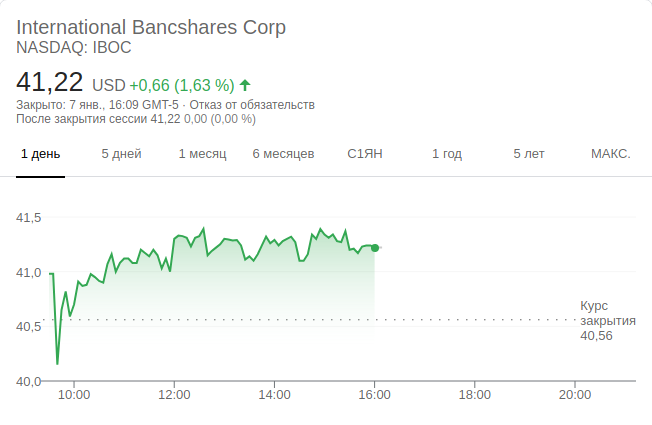 International Bancshares Corp
NASDAQ: IBOC
41,22 USD +0,66 (1,63 %)
Закрыто: 7 янв., 16:09 GMT-5 · Отказ от обязательств
После закрытия сессии 41,22 0,00 (0,00 %)
1 день 5 дней 1 месяц 6 месяцев С1ЯН 1 год 5 лет МАКС.
41,5
41,0
40,5
40,0
Курс
закрытия
40,56
10:00 12:00 14:00 16:00 18:00 20:00